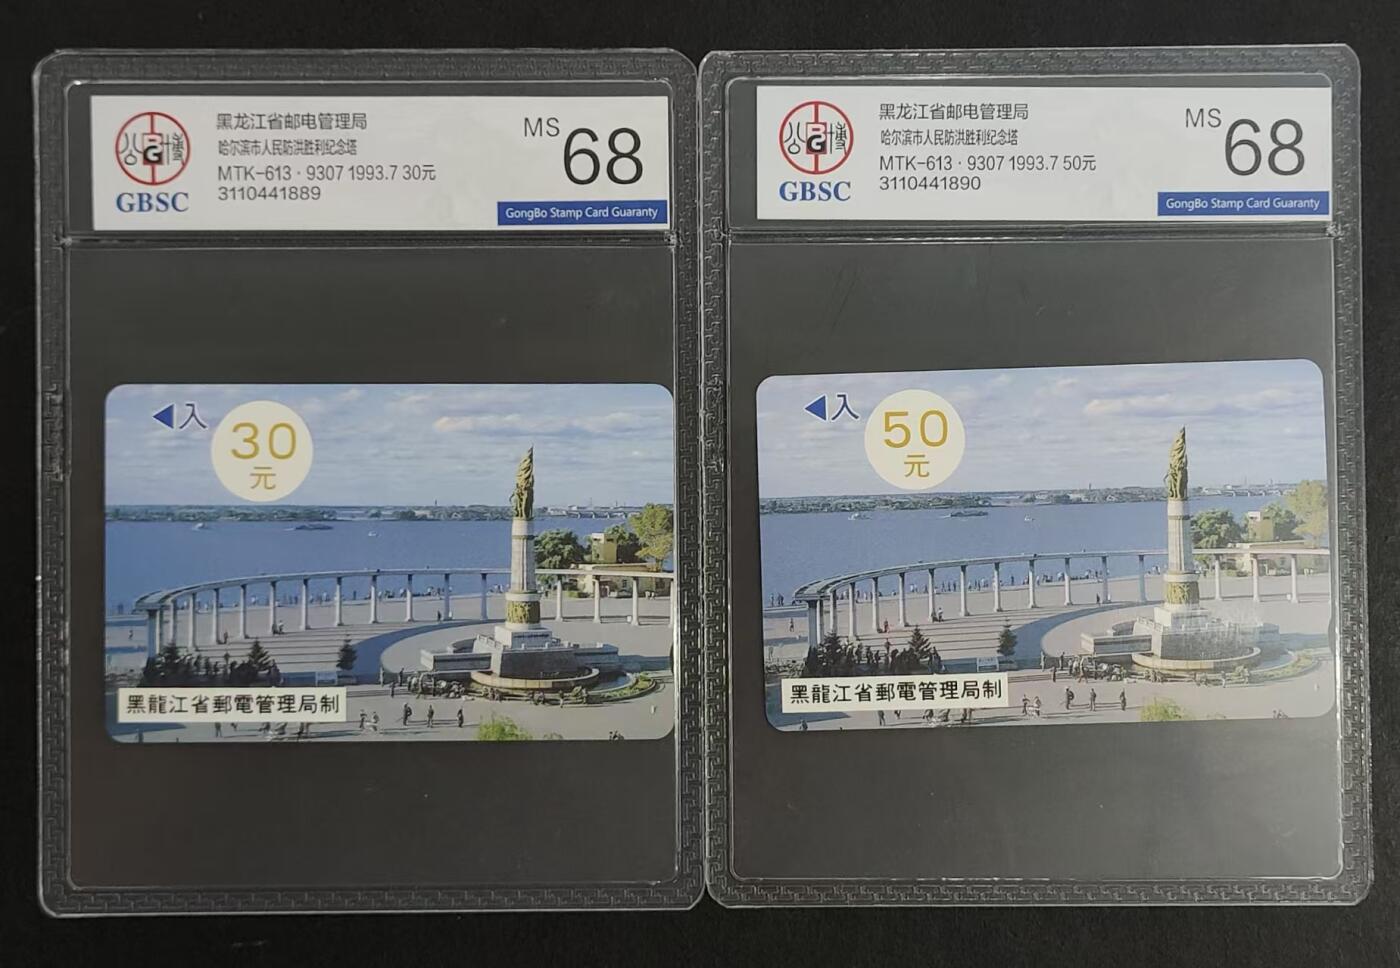 黑龙江省邮电管理局
哈尔滨市人民防洪胜利纪念塔
MTK-613·9307 1993.7 30元
3110441889
MS 68
公 B G 博
GBSC
GongBo Stamp Card Guaranty
入
30
元
黑龍江省郵電管理局制
黑龙江省邮电管理局
哈尔滨市人民防洪胜利纪念塔
MTK-613·9307 1993.7 50元
3110441890
MS 68
公 B G 博
GBSC
GongBo Stamp Card Guaranty
入
50
元
黑龍江省郵電管理局制